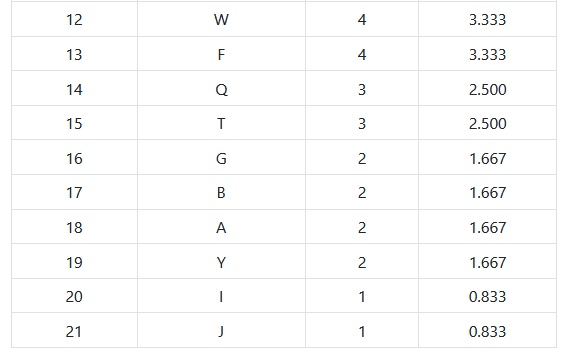 12 W 4 3.333
13 F 4 3.333
14 Q 3 2.500
15 T 3 2.500
16 G 2 1.667
17 B 2 1.667
18 A 2 1.667
19 Y 2 1.667
20 I 1 0.833
21 J 1 0.833